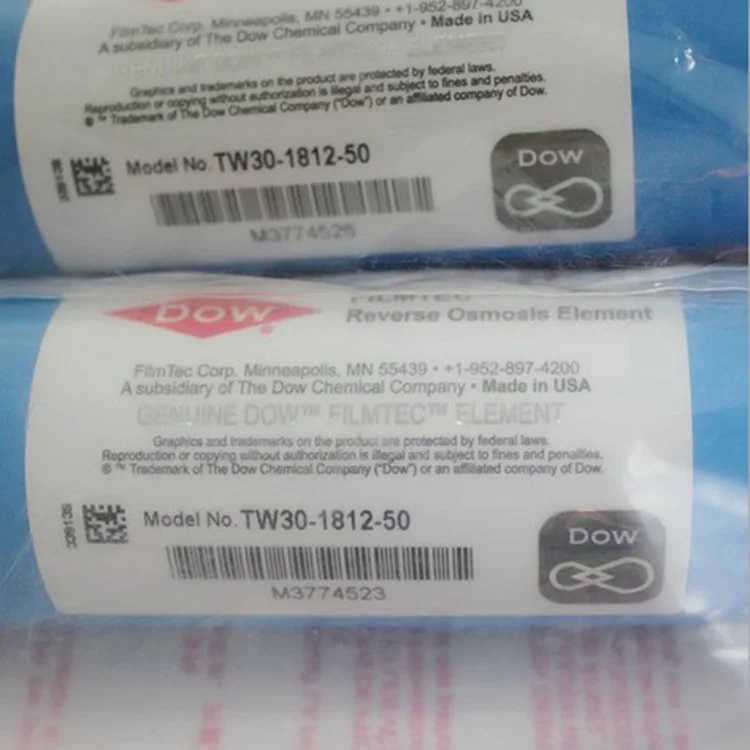 FilmTec Corp. Minneapolis, MN 55439 • +1-952-897-4200
A subsidiary of The Dow Chemical Company • Made in USA
GENUINE DOW™ FILMTEC™ ELEMENT
Graphics and trademarks on the product are protected by federal laws.
Reproduction or copying without authorization is illegal and subject to fines and penalties.
® ™ Trademark of The Dow Chemical Company ("Dow") or an affiliated company of Dow.
Model No. TW30-1812-50
DOW
M3774526
DOW
FILMTEC
Reverse Osmosis Element
FilmTec Corp. Minneapolis, MN 55439 • +1-952-897-4200
A subsidiary of The Dow Chemical Company • Made in USA
GENUINE DOW™ FILMTEC™ ELEMENT
Graphics and trademarks on the product are protected by federal laws.
Reproduction or copying without authorization is illegal and subject to fines and penalties.
® ™ Trademark of The Dow Chemical Company ("Dow") or an affiliated company of Dow.
Model No. TW30-1812-50
DOW
M3774523